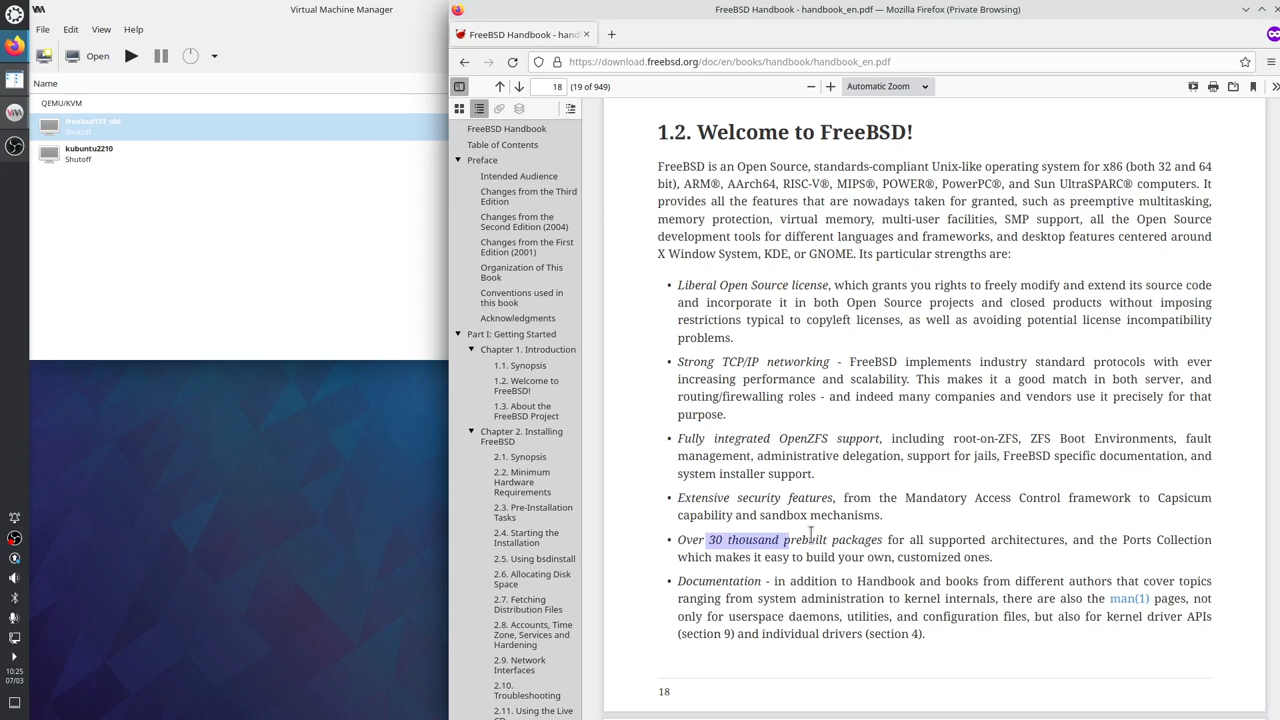 Virtual Machine Manager
File Edit View Help
Open
Name
QEMU/KVM
freebsd131_old
Shutoff
kubuntu2210
Shutoff
10:25
07/03
FreeBSD Handbook - handbook_en.pdf — Mozilla Firefox (Private Browsing)
FreeBSD Handbook - hand
https://download.freebsd.org/doc/en/books/handbook/handbook_en.pdf
18 (19 of 949) Automatic Zoom
FreeBSD Handbook
Table of Contents
Preface
Intended Audience
Changes from the Third
Edition
Changes from the
Second Edition (2004)
Changes from the First
Edition (2001)
Organization of This
Book
Conventions used in
this book
Acknowledgments
Part I: Getting Started
Chapter 1. Introduction
1.1. Synopsis
1.2. Welcome to
FreeBSD!
1.3. About the
FreeBSD Project
Chapter 2. Installing
FreeBSD
2.1. Synopsis
2.2. Minimum
Hardware
Requirements
2.3. Pre-Installation
Tasks
2.4. Starting the
Installation
2.5. Using bsdinstall
2.6. Allocating Disk
Space
2.7. Fetching
Distribution Files
2.8. Accounts, Time
Zone, Services and
Hardening
2.9. Network
Interfaces
2.10.
Troubleshooting
2.11. Using the Live
1.2. Welcome to FreeBSD!
FreeBSD is an Open Source, standards-compliant Unix-like operating system for x86 (both 32 and 64
bit), ARM®, AArch64, RISC-V®, MIPS®, POWER®, PowerPC®, and Sun UltraSPARC® computers. It
provides all the features that are nowadays taken for granted, such as preemptive multitasking,
memory protection, virtual memory, multi-user facilities, SMP support, all the Open Source
development tools for different languages and frameworks, and desktop features centered around
X Window System, KDE, or GNOME. Its particular strengths are:
• Liberal Open Source license, which grants you rights to freely modify and extend its source code
and incorporate it in both Open Source projects and closed products without imposing
restrictions typical to copyleft licenses, as well as avoiding potential license incompatibility
problems.
• Strong TCP/IP networking - FreeBSD implements industry standard protocols with ever
increasing performance and scalability. This makes it a good match in both server, and
routing/firewalling roles - and indeed many companies and vendors use it precisely for that
purpose.
• Fully integrated OpenZFS support, including root-on-ZFS, ZFS Boot Environments, fault
management, administrative delegation, support for jails, FreeBSD specific documentation, and
system installer support.
• Extensive security features, from the Mandatory Access Control framework to Capsicum
capability and sandbox mechanisms.
• Over 30 thousand prebuilt packages for all supported architectures, and the Ports Collection
which makes it easy to build your own, customized ones.
• Documentation - in addition to Handbook and books from different authors that cover topics
ranging from system administration to kernel internals, there are also the man(1) pages, not
only for userspace daemons, utilities, and configuration files, but also for kernel driver APIs
(section 9) and individual drivers (section 4).
18